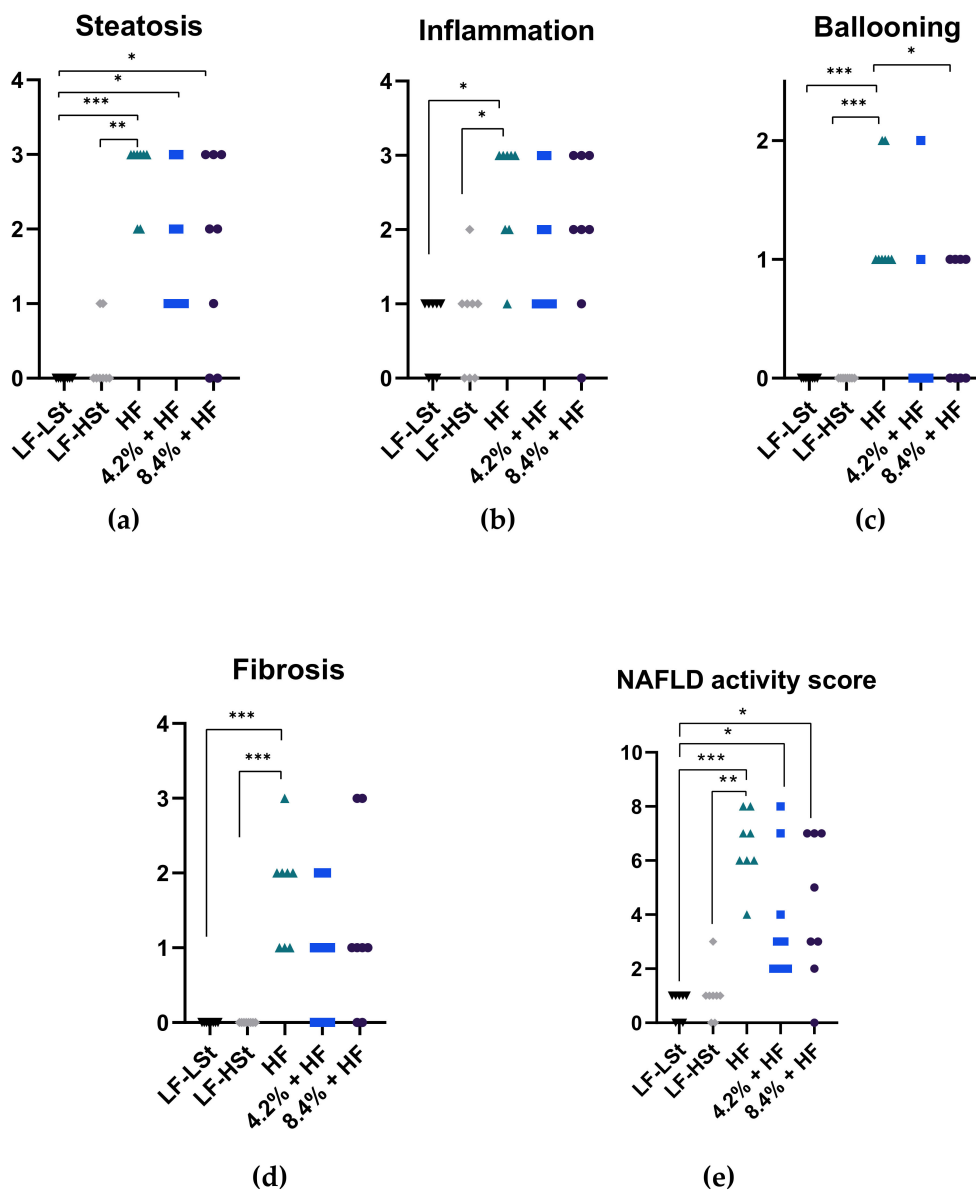 Steatosis
*
*
***
**
4
3
2
1
0
LF-LSt
LF-HSt
HF
4.2% + HF
8.4% + HF
(a)
Inflammation
*
*
4
3
2
1
0
LF-LSt
LF-HSt
HF
4.2% + HF
8.4% + HF
(b)
Ballooning
*
***
***
2
1
0
LF-LSt
LF-HSt
HF
4.2% + HF
8.4% + HF
(c)
Fibrosis
***
***
4
3
2
1
0
LF-LSt
LF-HSt
HF
4.2% + HF
8.4% + HF
(d)
NAFLD activity score
*
*
***
**
10
8
6
4
2
0
LF-LSt
LF-HSt
HF
4.2% + HF
8.4% + HF
(e)